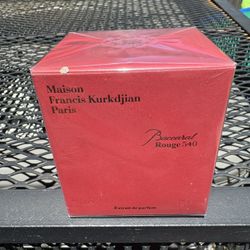 Maison
Francis Kurkdjian
Paris
Baccarat
Rouge 540
Extrait de parfum